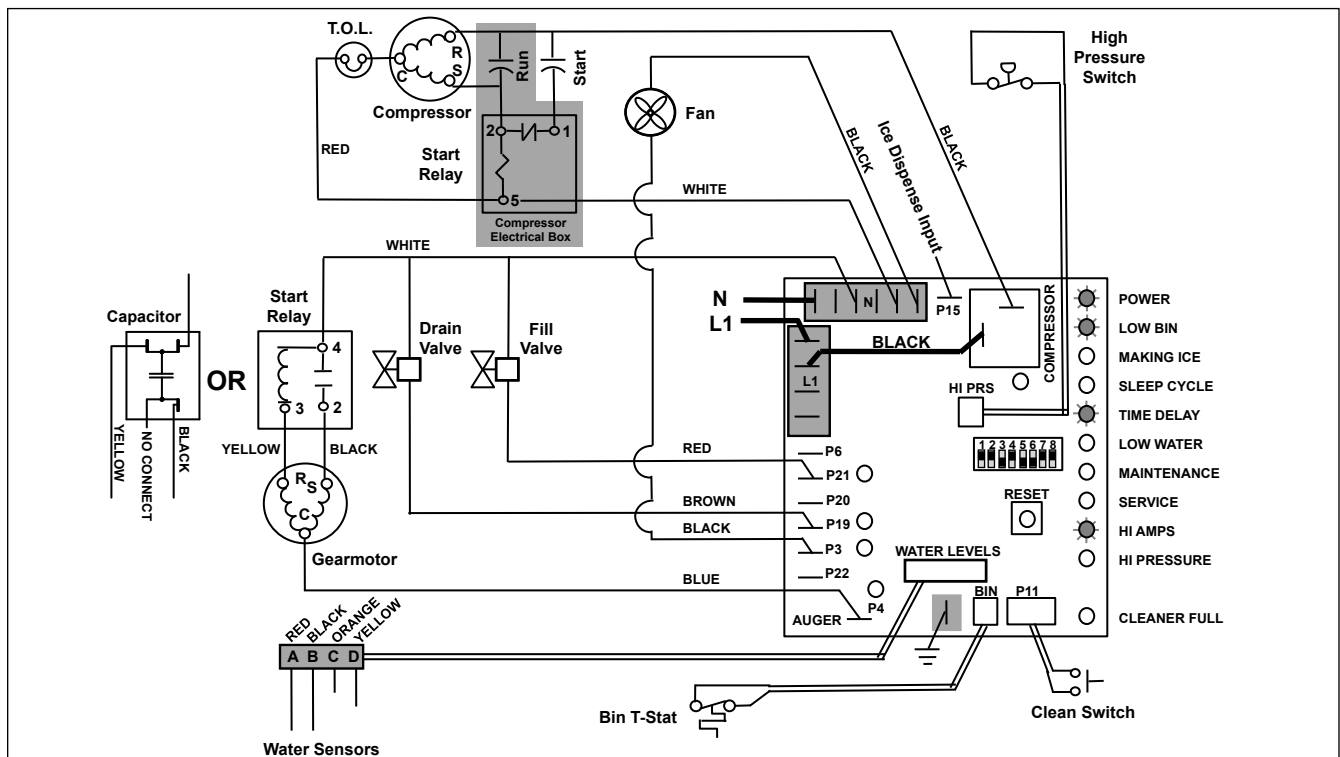 T.O.L.
R
S
C
Compressor
Run
Start
2
1
5
Start
Relay
Compressor
Electrical Box
RED
WHITE
Fan
BLACK
Ice Dispense Input
BLACK
High
Pressure
Switch
WHITE
Capacitor
YELLOW
NO CONNECT
BLACK
OR
Start
Relay
4
3
2
YELLOW
BLACK
R
S
C
Gearmotor
Drain
Valve
Fill
Valve
N
L1
N
P15
BLACK
L1
COMPRESSOR
HI PRS
1 2 3 4 5 6 7 8
RESET
RED
P6
P21
BROWN
P20
P19
BLACK
P3
P22
BLUE
P4
AUGER
WATER LEVELS
BIN
P11
POWER
LOW BIN
MAKING ICE
SLEEP CYCLE
TIME DELAY
LOW WATER
MAINTENANCE
SERVICE
HI AMPS
HI PRESSURE
CLEANER FULL
RED
BLACK
ORANGE
YELLOW
A B C D
Water Sensors
Bin T-Stat
Clean Switch